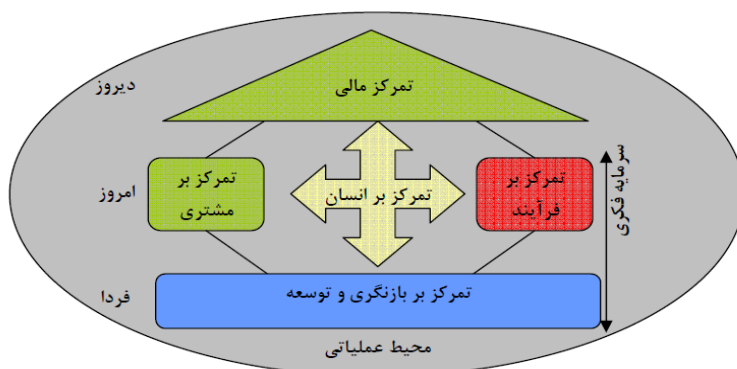 تمرکز مالی
دیروز
تمرکز بر
فرآیند
تمرکز بر انسان
تمرکز بر
مشتری
امروز
سرمایه فکری
تمرکز بر بازنگری و توسعه
فردا
محیط عملیاتی